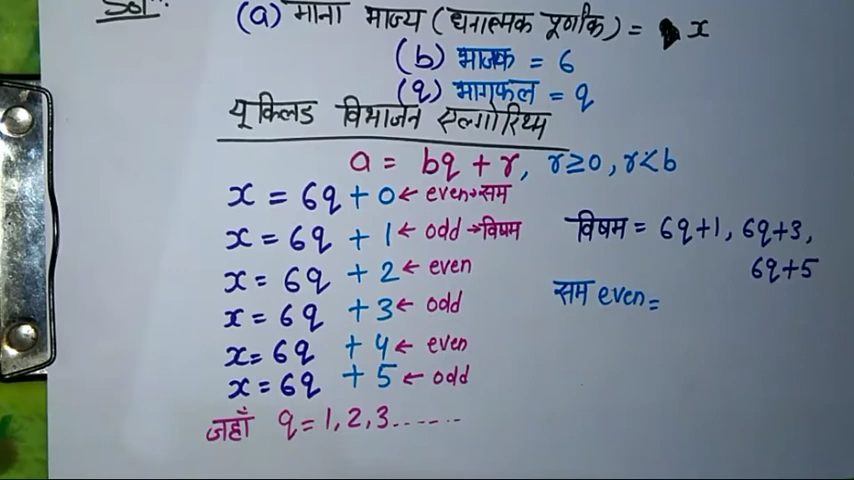 Sol
(a) माना भाज्य (धनात्मक पूर्णांक) = x
(b) भाजक = 6
(q) भागफल = q
यूक्लिड विभाजन एल्गोरिथ्म
a = bq + r, r≥0, r<b
x = 6q + 0 ← even→सम
x = 6q + 1 ← odd →विषम
x = 6q + 2 ← even
x = 6q + 3 ← odd
x = 6q + 4 ← even
x = 6q + 5 ← odd
जहाँ q = 1, 2, 3.......
विषम = 6q+1, 6q+3,
6q+5
सम even =